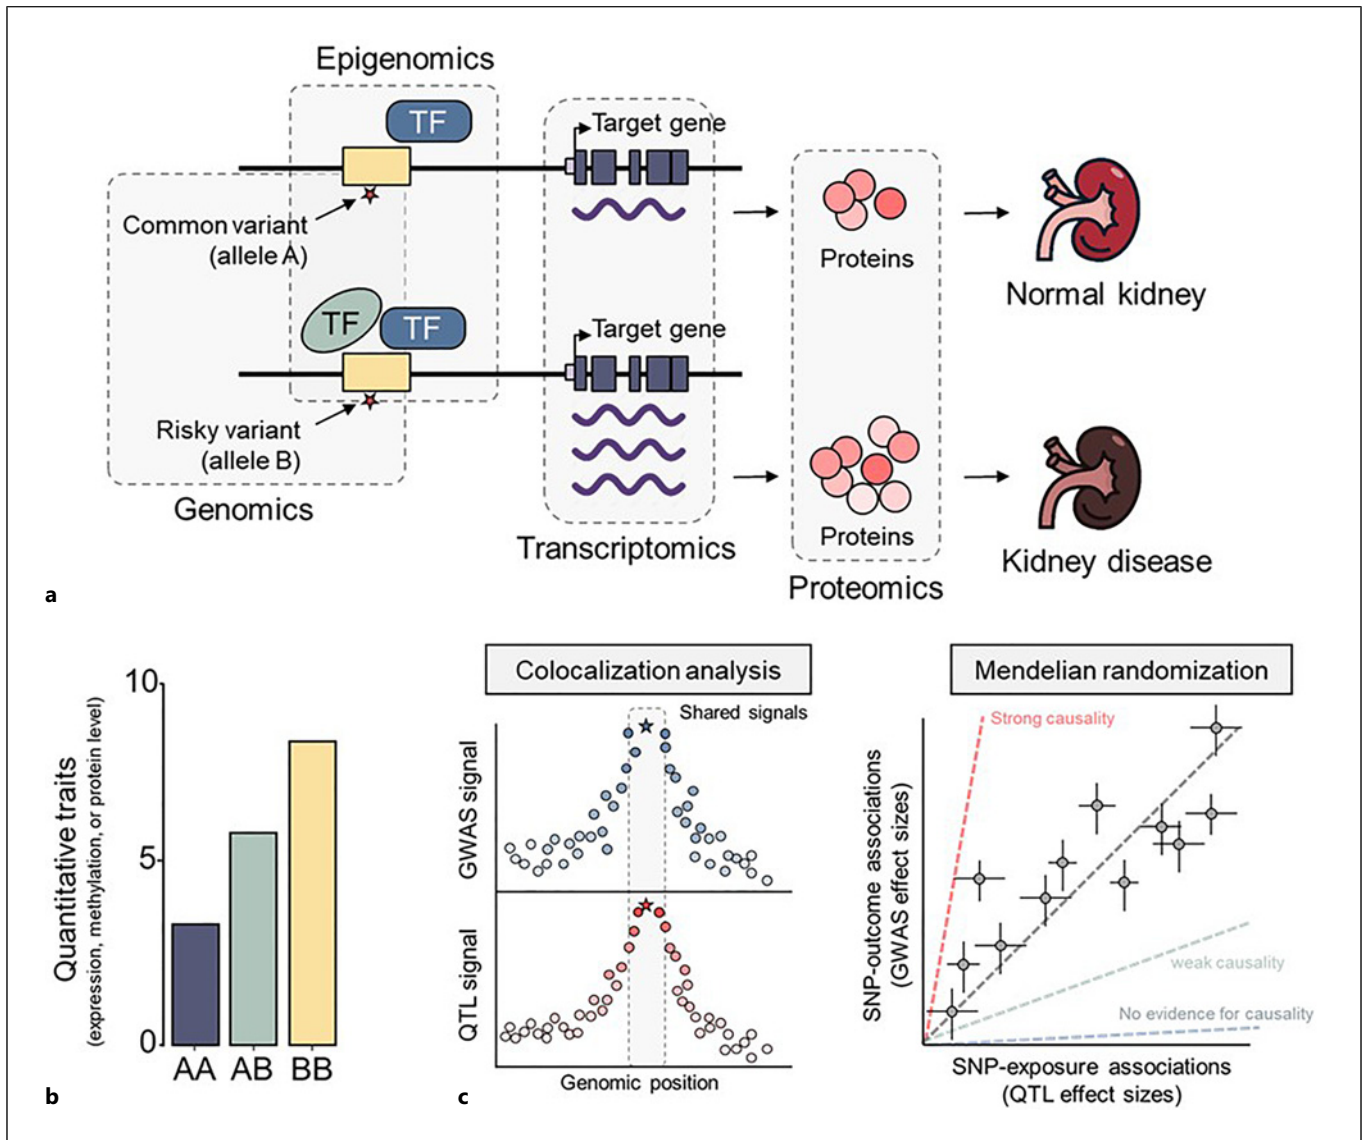 Epigenomics
TF
Target gene
Common variant
(allele A)
Proteins
Normal kidney
TF
TF
Target gene
Risky variant
(allele B)
Genomics
Transcriptomics
Proteins
Proteomics
Kidney disease
a
10
5
0
Quantitative traits
(expression, methylation, or protein level)
AA AB BB
b
Colocalization analysis
Shared signals
GWAS signal
QTL signal
Genomic position
c
Mendelian randomization
Strong causality
weak causality
No evidence for causality
SNP-outcome associations
(GWAS effect sizes)
SNP-exposure associations
(QTL effect sizes)